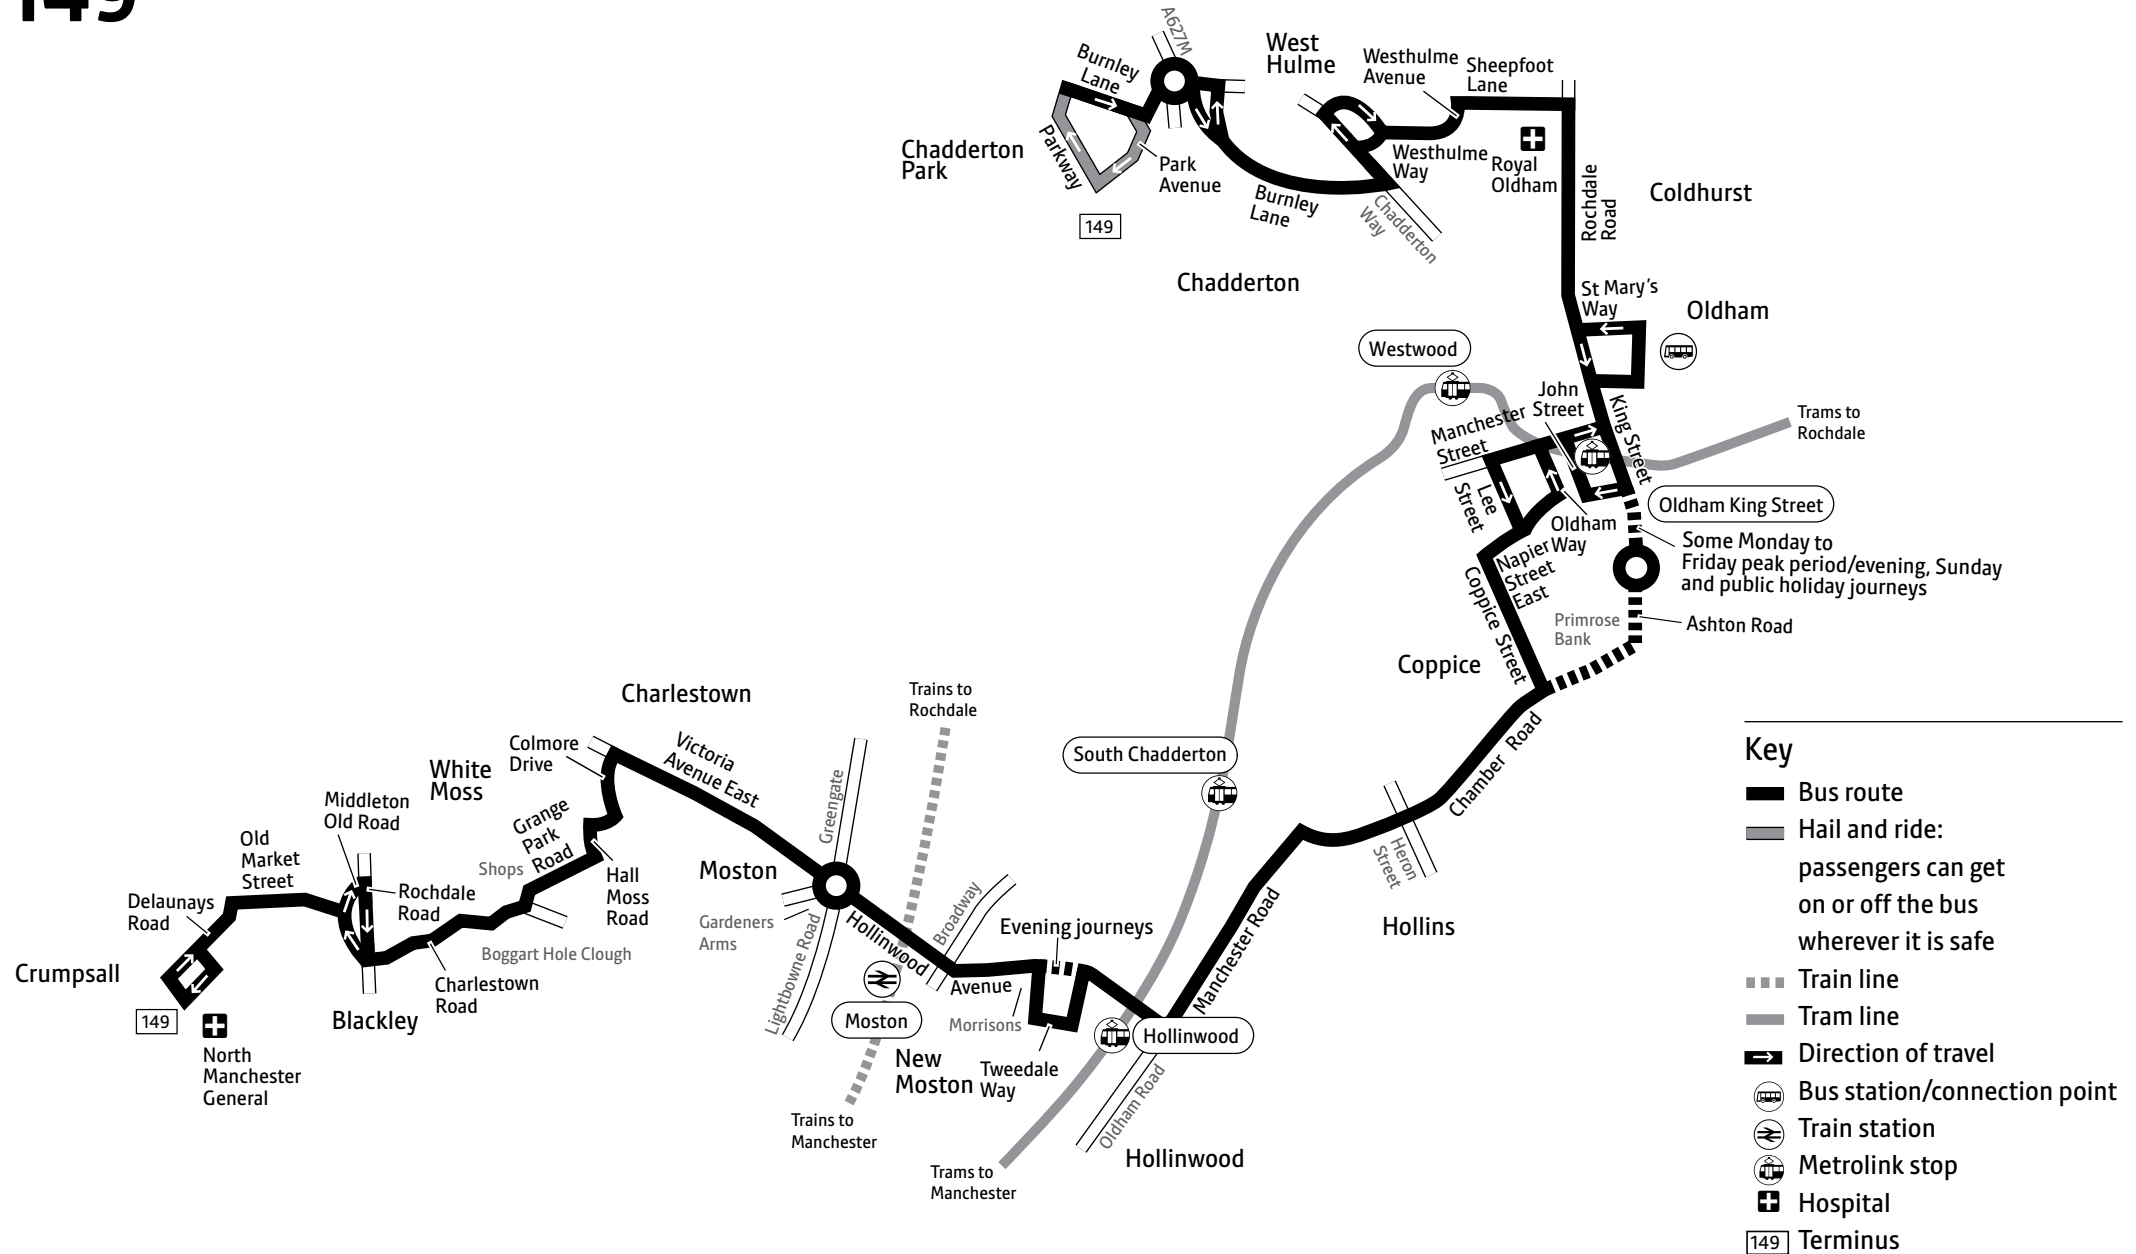 149
A627M
Burnley
Lane
West
Hulme
Westhulme
Avenue
Sheepfoot
Lane
Chadderton
Park
Parkway
Park
Avenue
149
Burnley
Lane
Westhulme
Way
Royal
Oldham
Chadderton
Way
Rochdale
Road
Coldhurst
Chadderton
St Mary's
Way
Oldham
Westwood
John
Street
Manchester
Street
King Street
Trams to
Rochdale
Lee
Street
Oldham
Way
Oldham King Street
Some Monday to
Friday peak period/evening, Sunday
and public holiday journeys
Napier
Street
East
Coppice Street
Primrose
Bank
Ashton Road
Coppice
Charlestown
Trains to
Rochdale
Colmore
Drive
Victoria
Avenue East
White
Moss
South Chadderton
Chamber Road
Greengate
Middleton
Old Road
Grange
Park
Road
Old
Market
Street
Shops
Hall
Moss
Road
Moston
Heron
Street
Delaunays
Road
Rochdale
Road
Gardeners
Arms
Lightbowne Road
Hollinwood
Avenue
Broadway
Evening journeys
Manchester Road
Hollins
Boggart Hole Clough
Crumpsall
Charlestown
Road
149
Blackley
Moston
Morrisons
Hollinwood
North
Manchester
General
New
Moston
Tweedale
Way
Oldham Road
Trains to
Manchester
Trams to
Manchester
Hollinwood
Key
Bus route
Hail and ride:
passengers can get
on or off the bus
wherever it is safe
Train line
Tram line
Direction of travel
Bus station/connection point
Train station
Metrolink stop
Hospital
149 Terminus